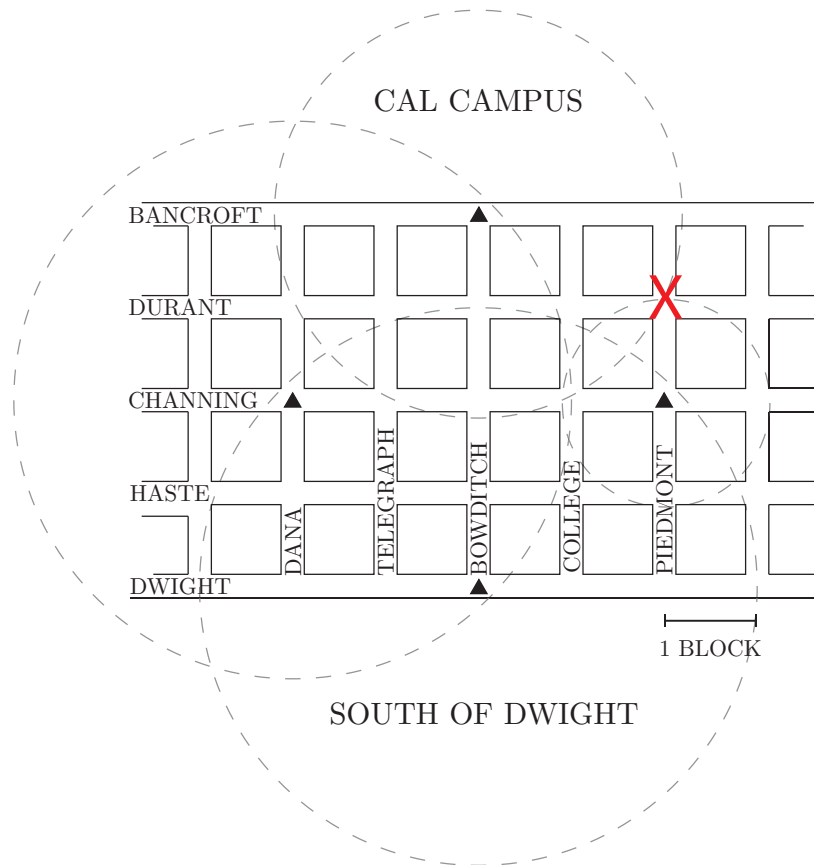 CAL CAMPUS
BANCROFT
X
DURANT
CHANNING
HASTE
DANA
TELEGRAPH
BOWDITCH
COLLEGE
PIEDMONT
DWIGHT
1 BLOCK
SOUTH OF DWIGHT